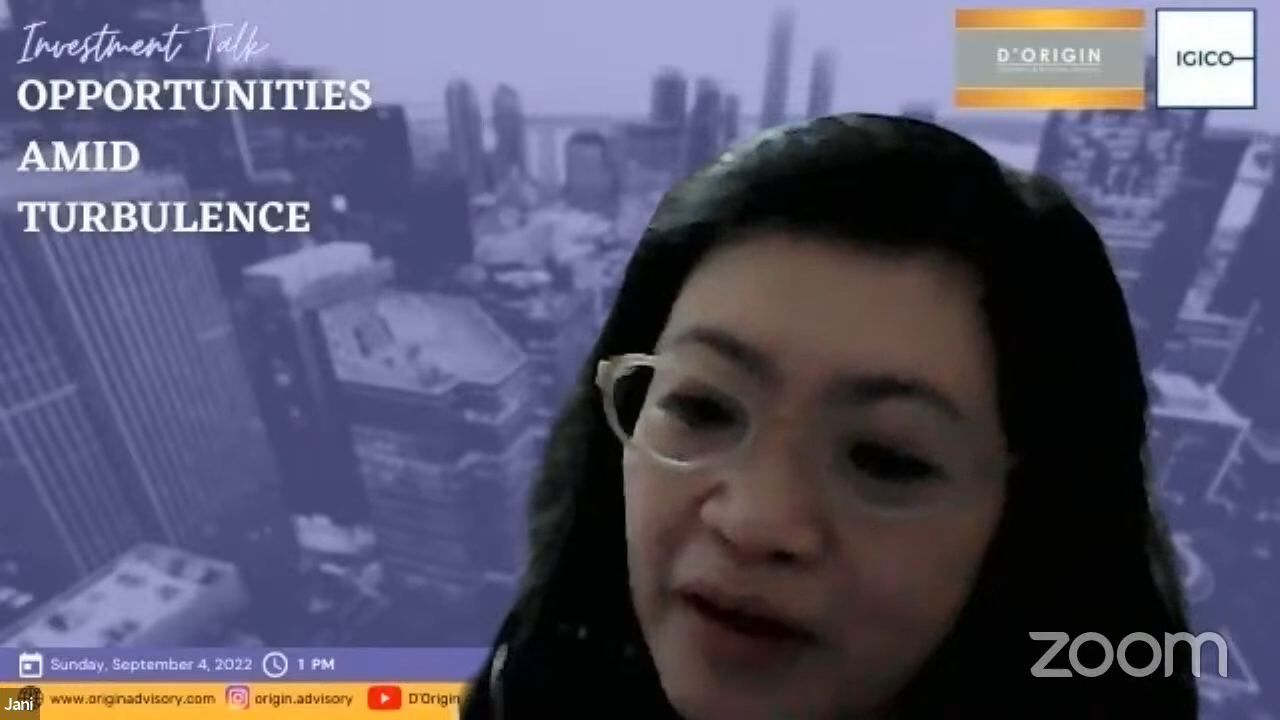 Investment Talk
OPPORTUNITIES
AMID
TURBULENCE
D'ORIGIN
IGICO
Sunday, September 4, 2022 1 PM
www.originadvisory.com origin.advisory D'Origin
Jani
zoom